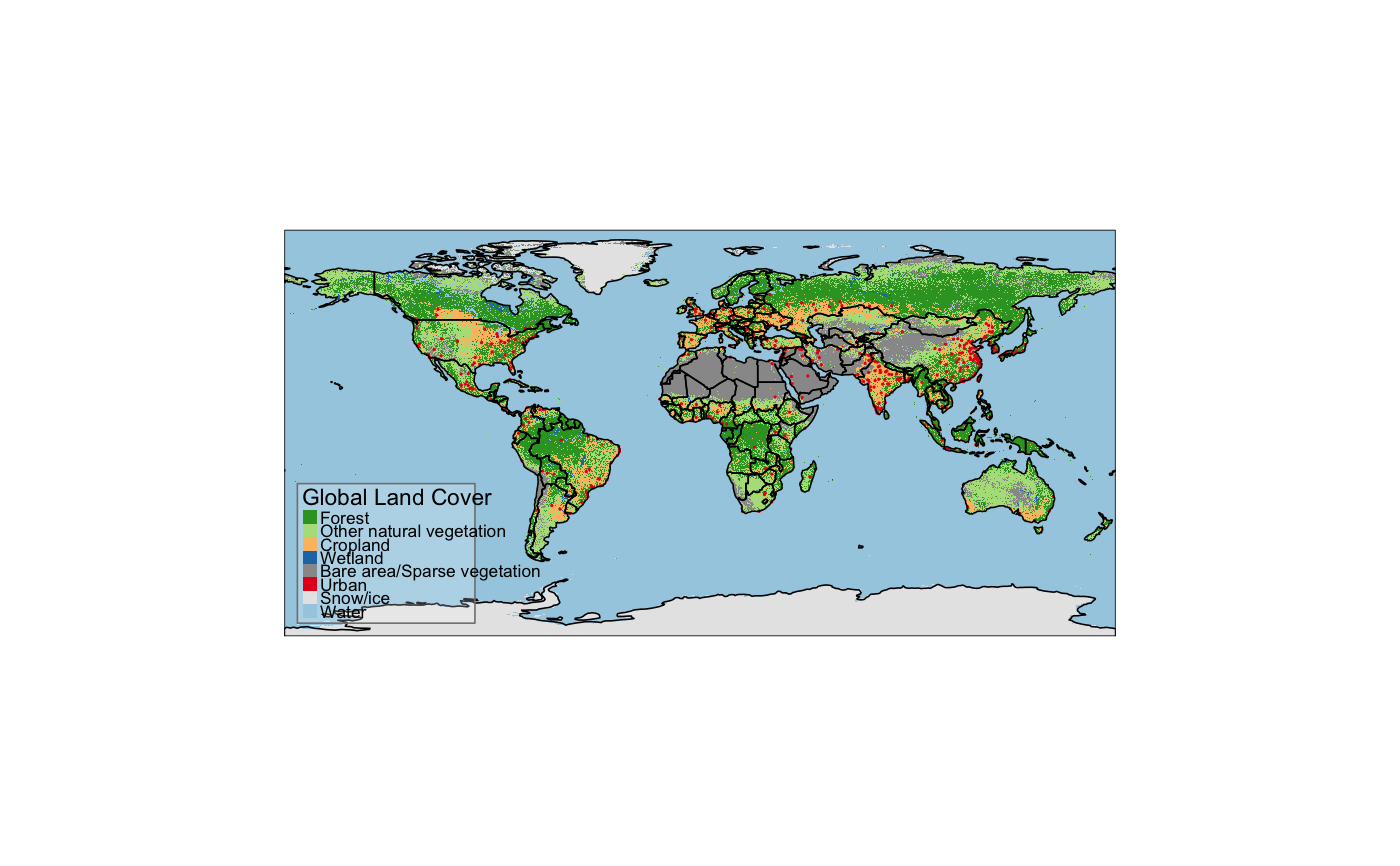 Global Land Cover
Forest
Other natural vegetation
Cropland
Wetland
Bare area/Sparse vegetation
Urban
Snow/ice
Water